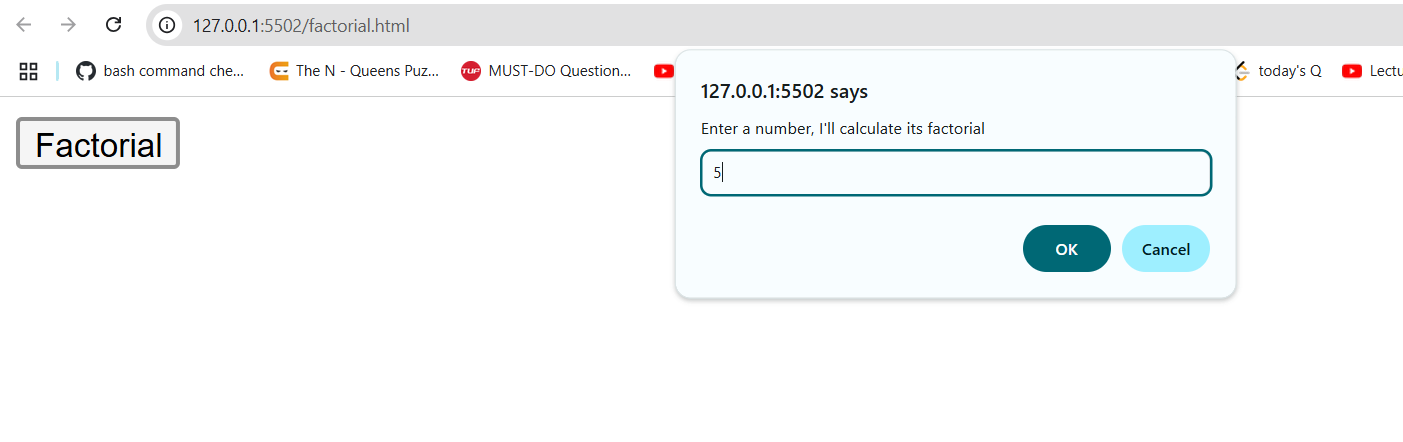 127.0.0.1:5502/factorial.html
bash command che... The N - Queens Puz... TUF MUST-DO Question... today's Q Lectu
127.0.0.1:5502 says
Enter a number, I'll calculate its factorial
5
OK Cancel
Factorial